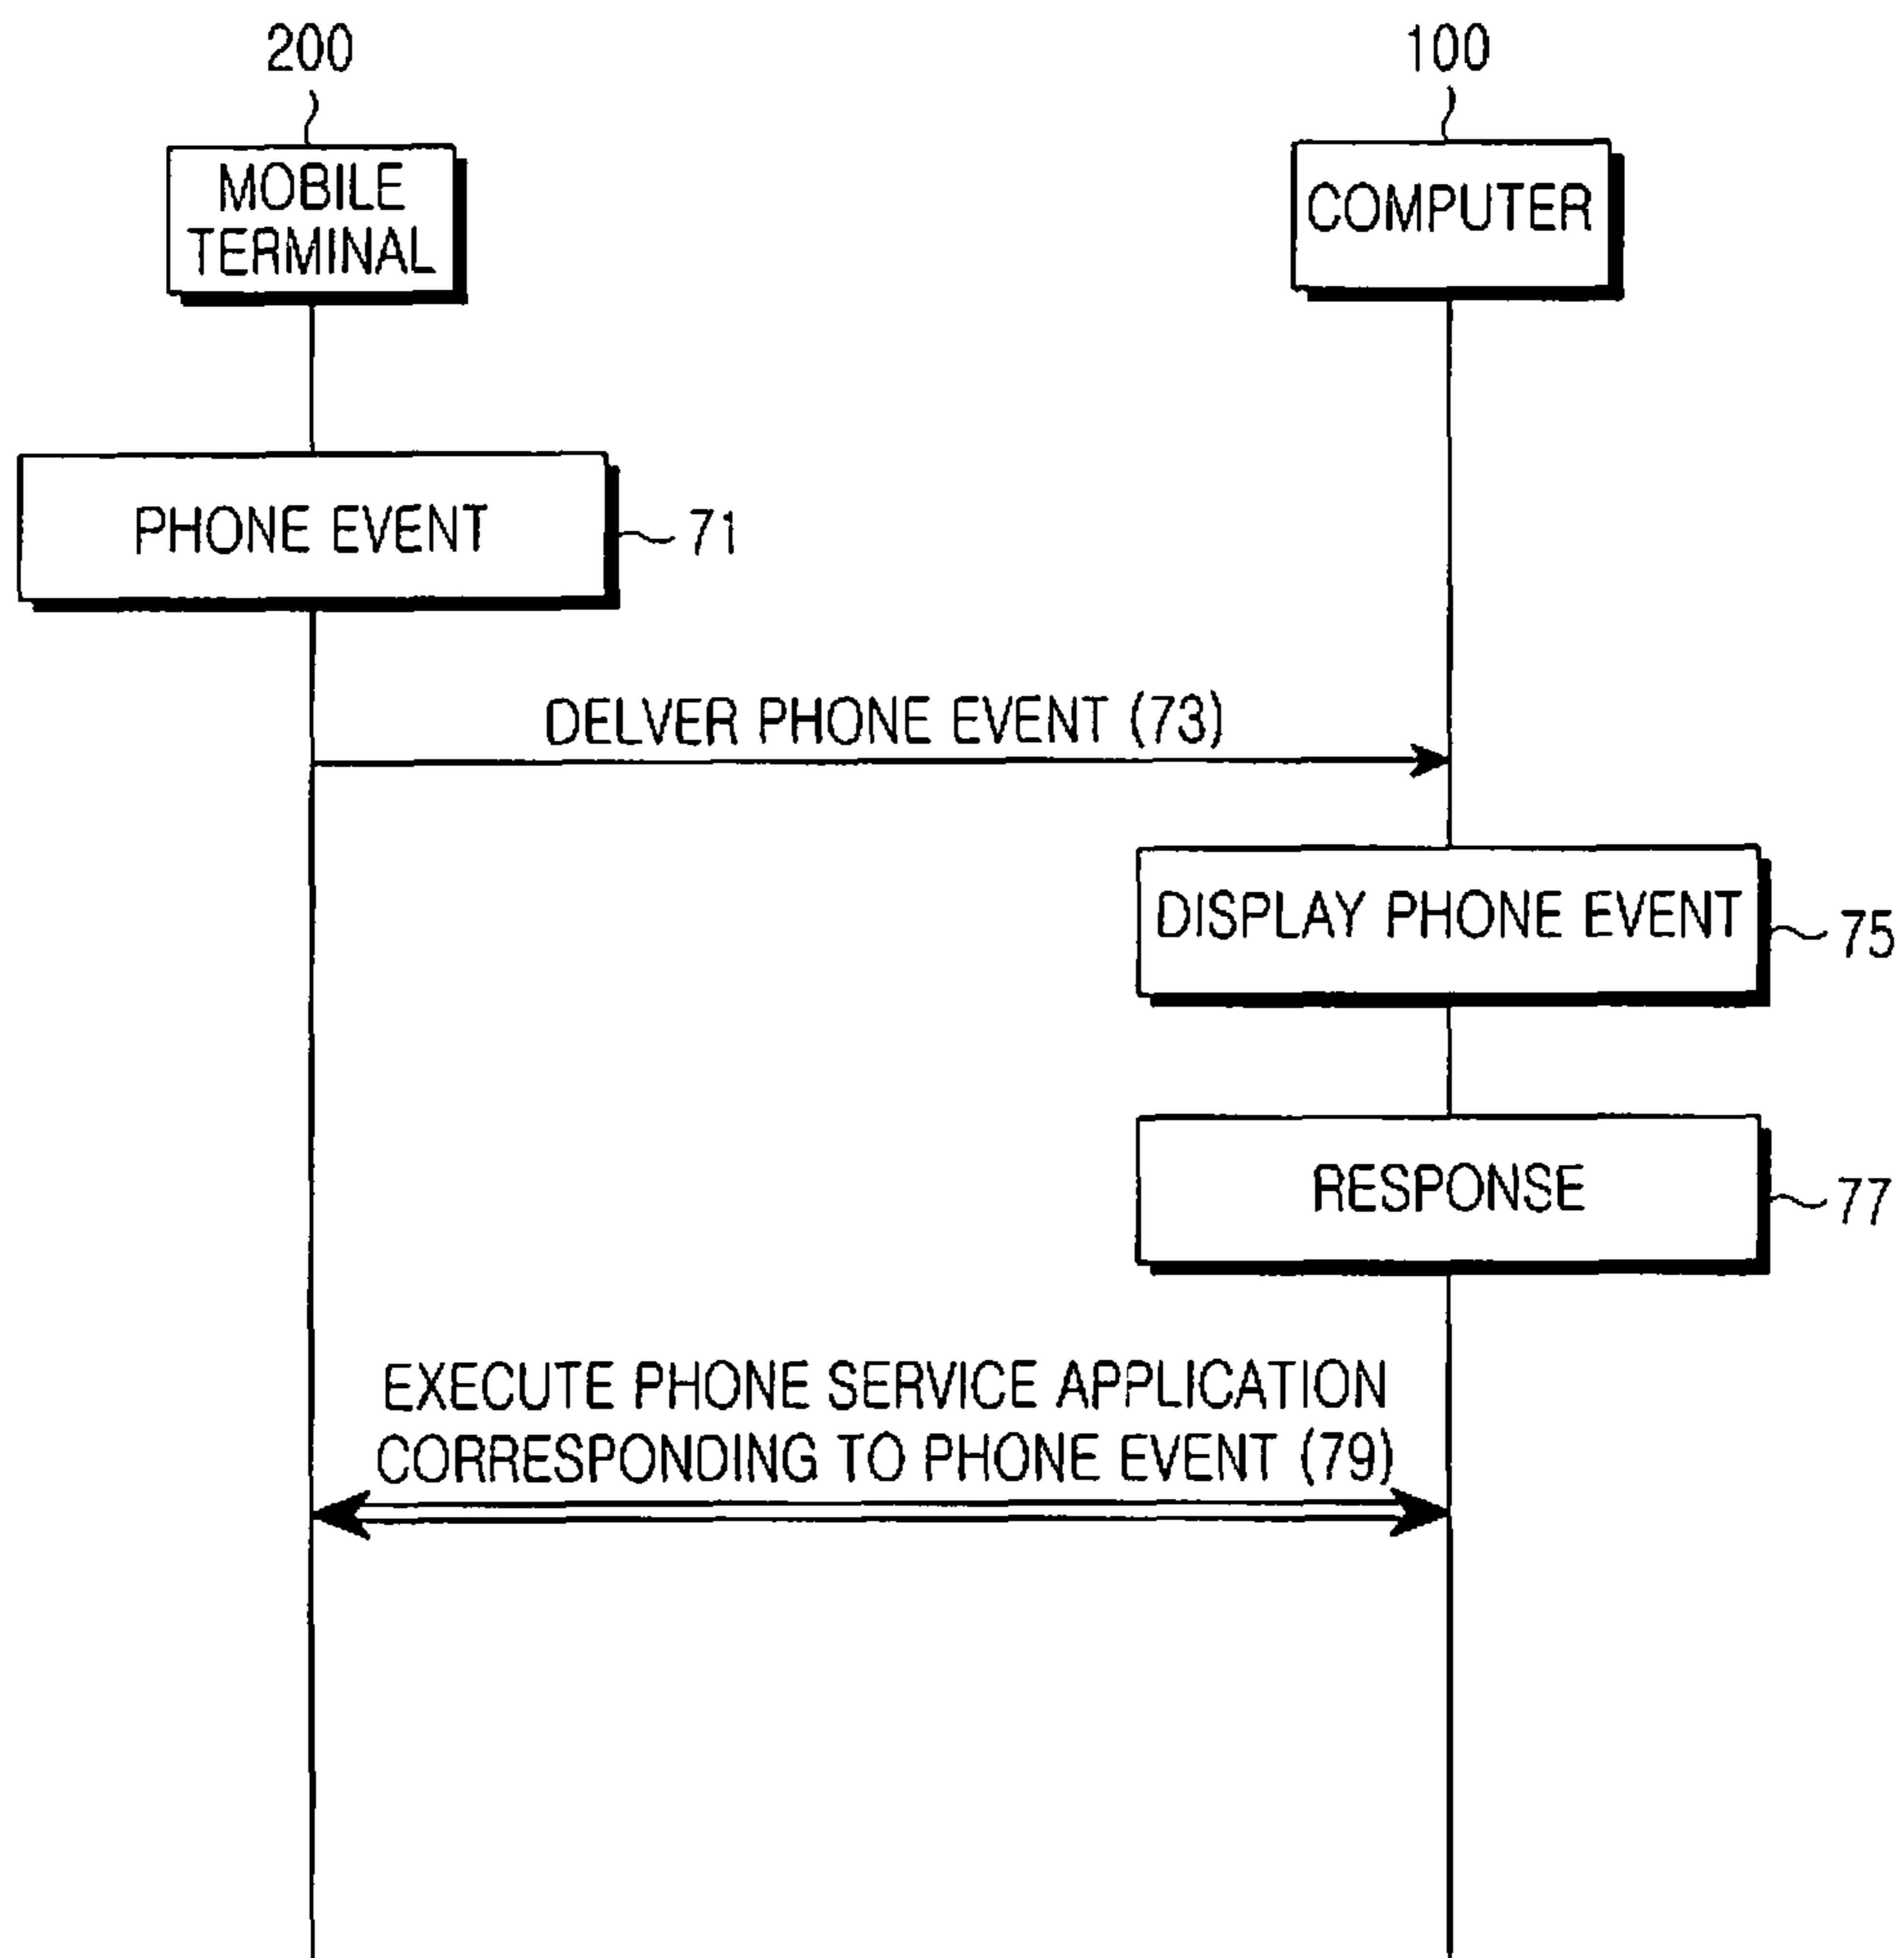 200
100
MOBILE
TERMINAL
COMPUTER
PHONE EVENT
71
DELVER PHONE EVENT (73)
DISPLAY PHONE EVENT
75
RESPONSE
77
EXECUTE PHONE SERVICE APPLICATION
CORRESPONDING TO PHONE EVENT (79)